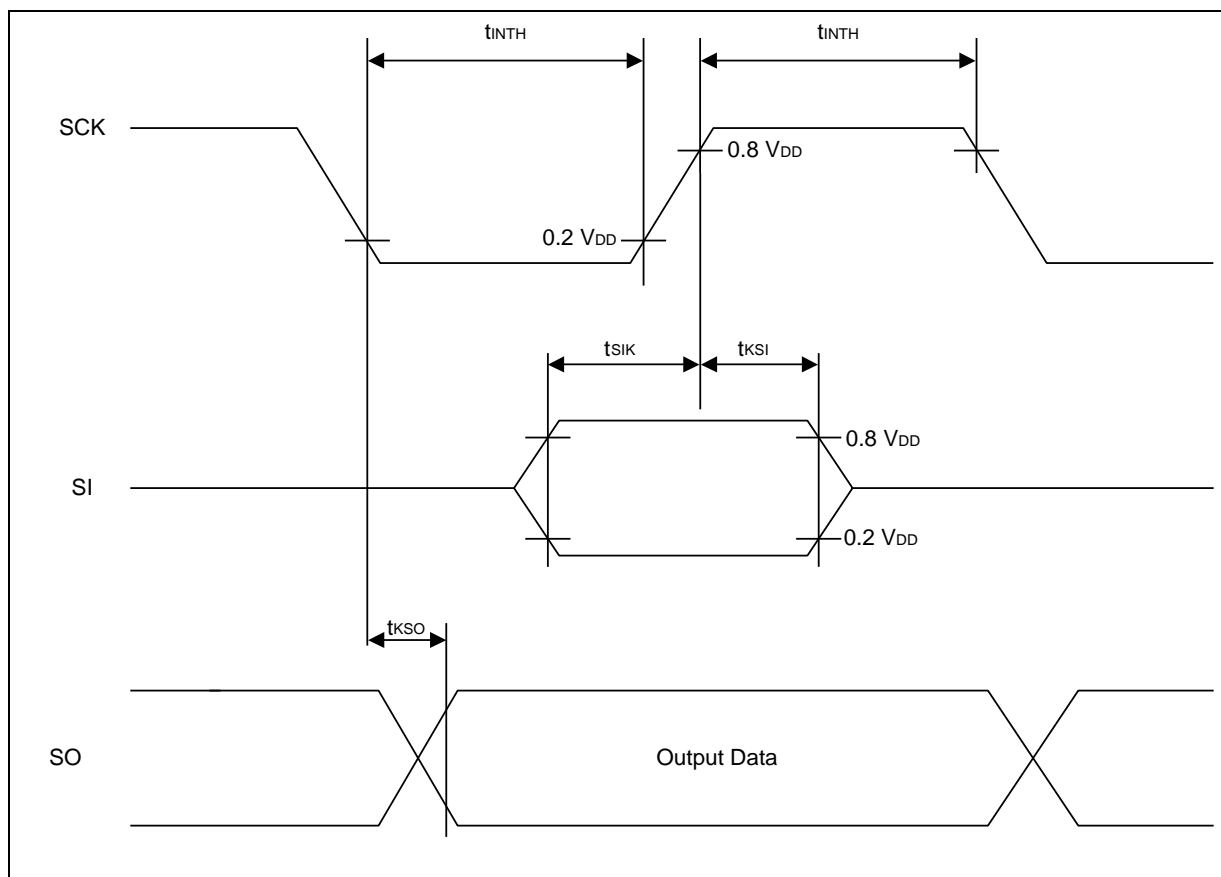 tINTH
tINTH
SCK
0.8 VDD
0.2 VDD
tSIK
tKSI
0.8 VDD
SI
0.2 VDD
tKSO
SO
Output Data